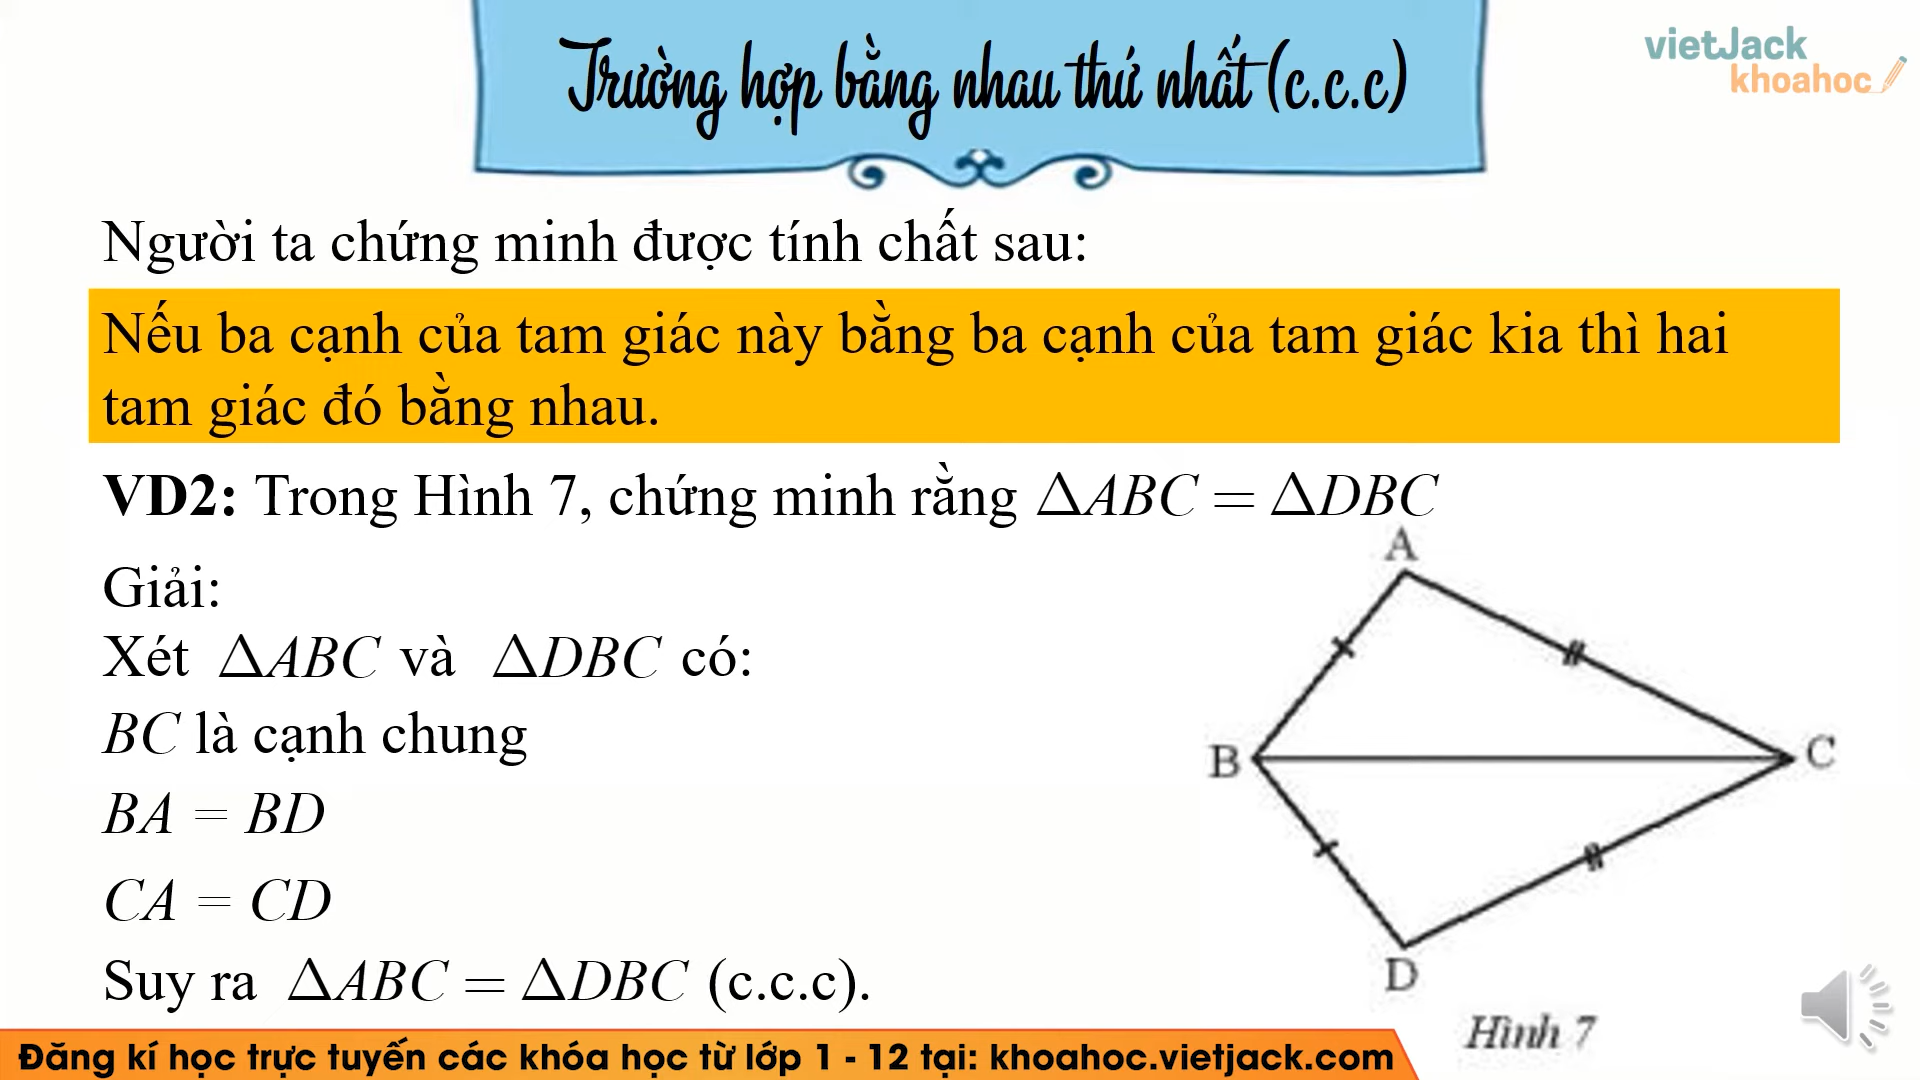 Trường hợp bằng nhau thứ nhất (c.c.c)
vietJack
khoahoc
Người ta chứng minh được tính chất sau:
Nếu ba cạnh của tam giác này bằng ba cạnh của tam giác kia thì hai
tam giác đó bằng nhau.
VD2: Trong Hình 7, chứng minh rằng ΔABC = ΔDBC
Giải:
Xét ΔABC và ΔDBC có:
BC là cạnh chung
BA = BD
CA = CD
Suy ra ΔABC = ΔDBC (c.c.c).
A
B
C
D
Hình 7
Đăng kí học trực tuyến các khóa học từ lớp 1 - 12 tại: khoahoc.vietjack.com